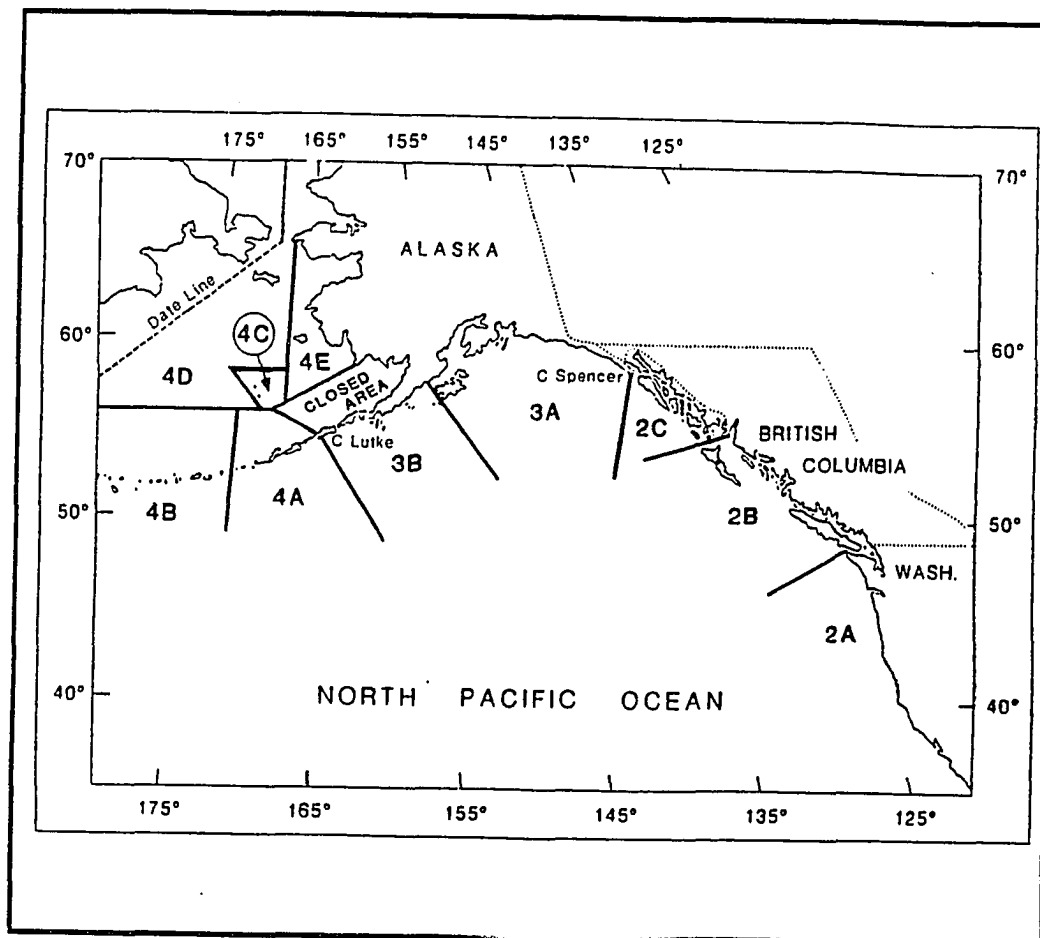 175° 165° 155° 145° 135° 125°
70° 70°
ALASKA
Date Line
4C
60° 60°
4D 4E
CLOSED
AREA
C Spencer
3A
2C
BRITISH
COLUMBIA
C Lutke
3B
4A
4B
50° 50°
2B
WASH.
2A
NORTH PACIFIC OCEAN
40° 40°
175° 165° 155° 145° 135° 125°